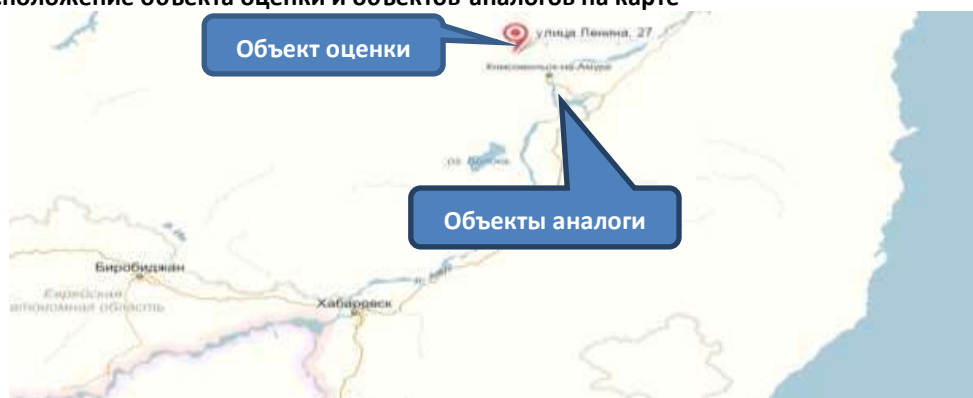 сположение объекта оценки и объектов-аналогов на карте
Объект оценки
улица Ленина, 27
Комсомольск-на-Амуре
Объекты аналоги
Биробиджан
Еврейская
автономная область
Хабаровск